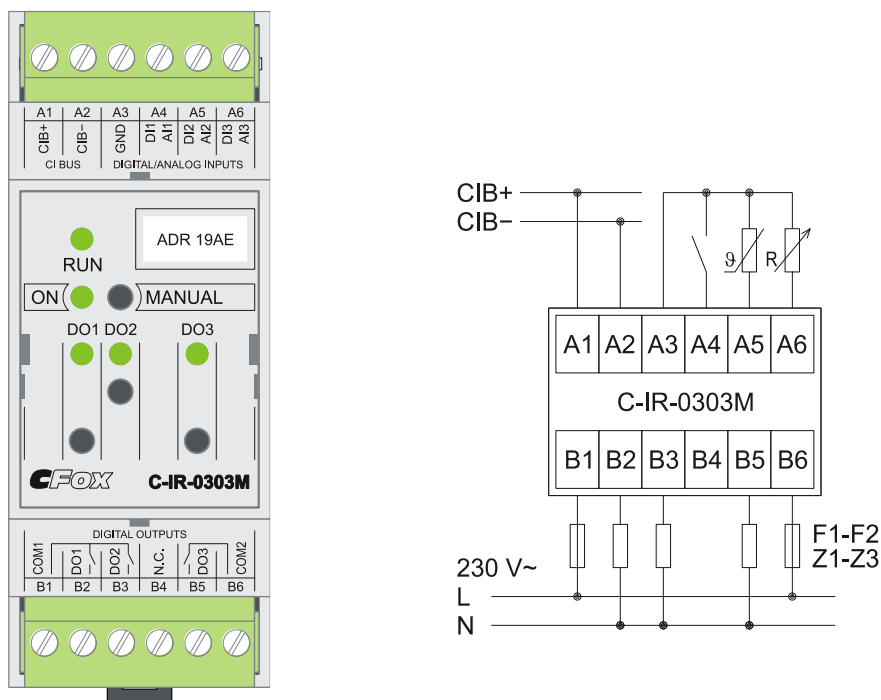 A1 A2 A3 A4 A5 A6
CIB+ CIB− GND DI1 AI1 DI2 AI2 DI3 AI3
CI BUS DIGITAL/ANALOG INPUTS
ADR 19AE
RUN
ON MANUAL
DO1 DO2 DO3
CFOX C-IR-0303M
DIGITAL OUTPUTS
COM1 DO1 DO2 N.C. DO3 COM2
B1 B2 B3 B4 B5 B6
CIB+
CIB−
ϑ R
A1 A2 A3 A4 A5 A6
C-IR-0303M
B1 B2 B3 B4 B5 B6
F1-F2
Z1-Z3
230 V~
L
N